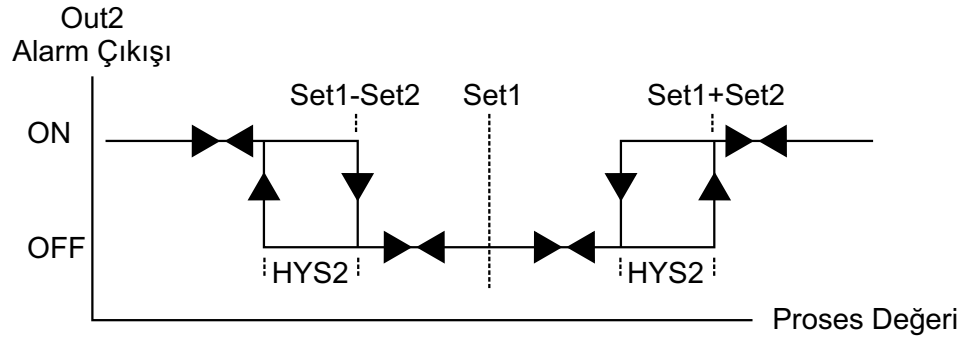 Out2
Alarm Çıkışı
Set1-Set2 Set1 Set1+Set2
ON
OFF
HYS2 HYS2
Proses Değeri